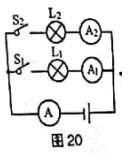 S₂ L₂ A₂
S₁ L₁ A₁
A
图20